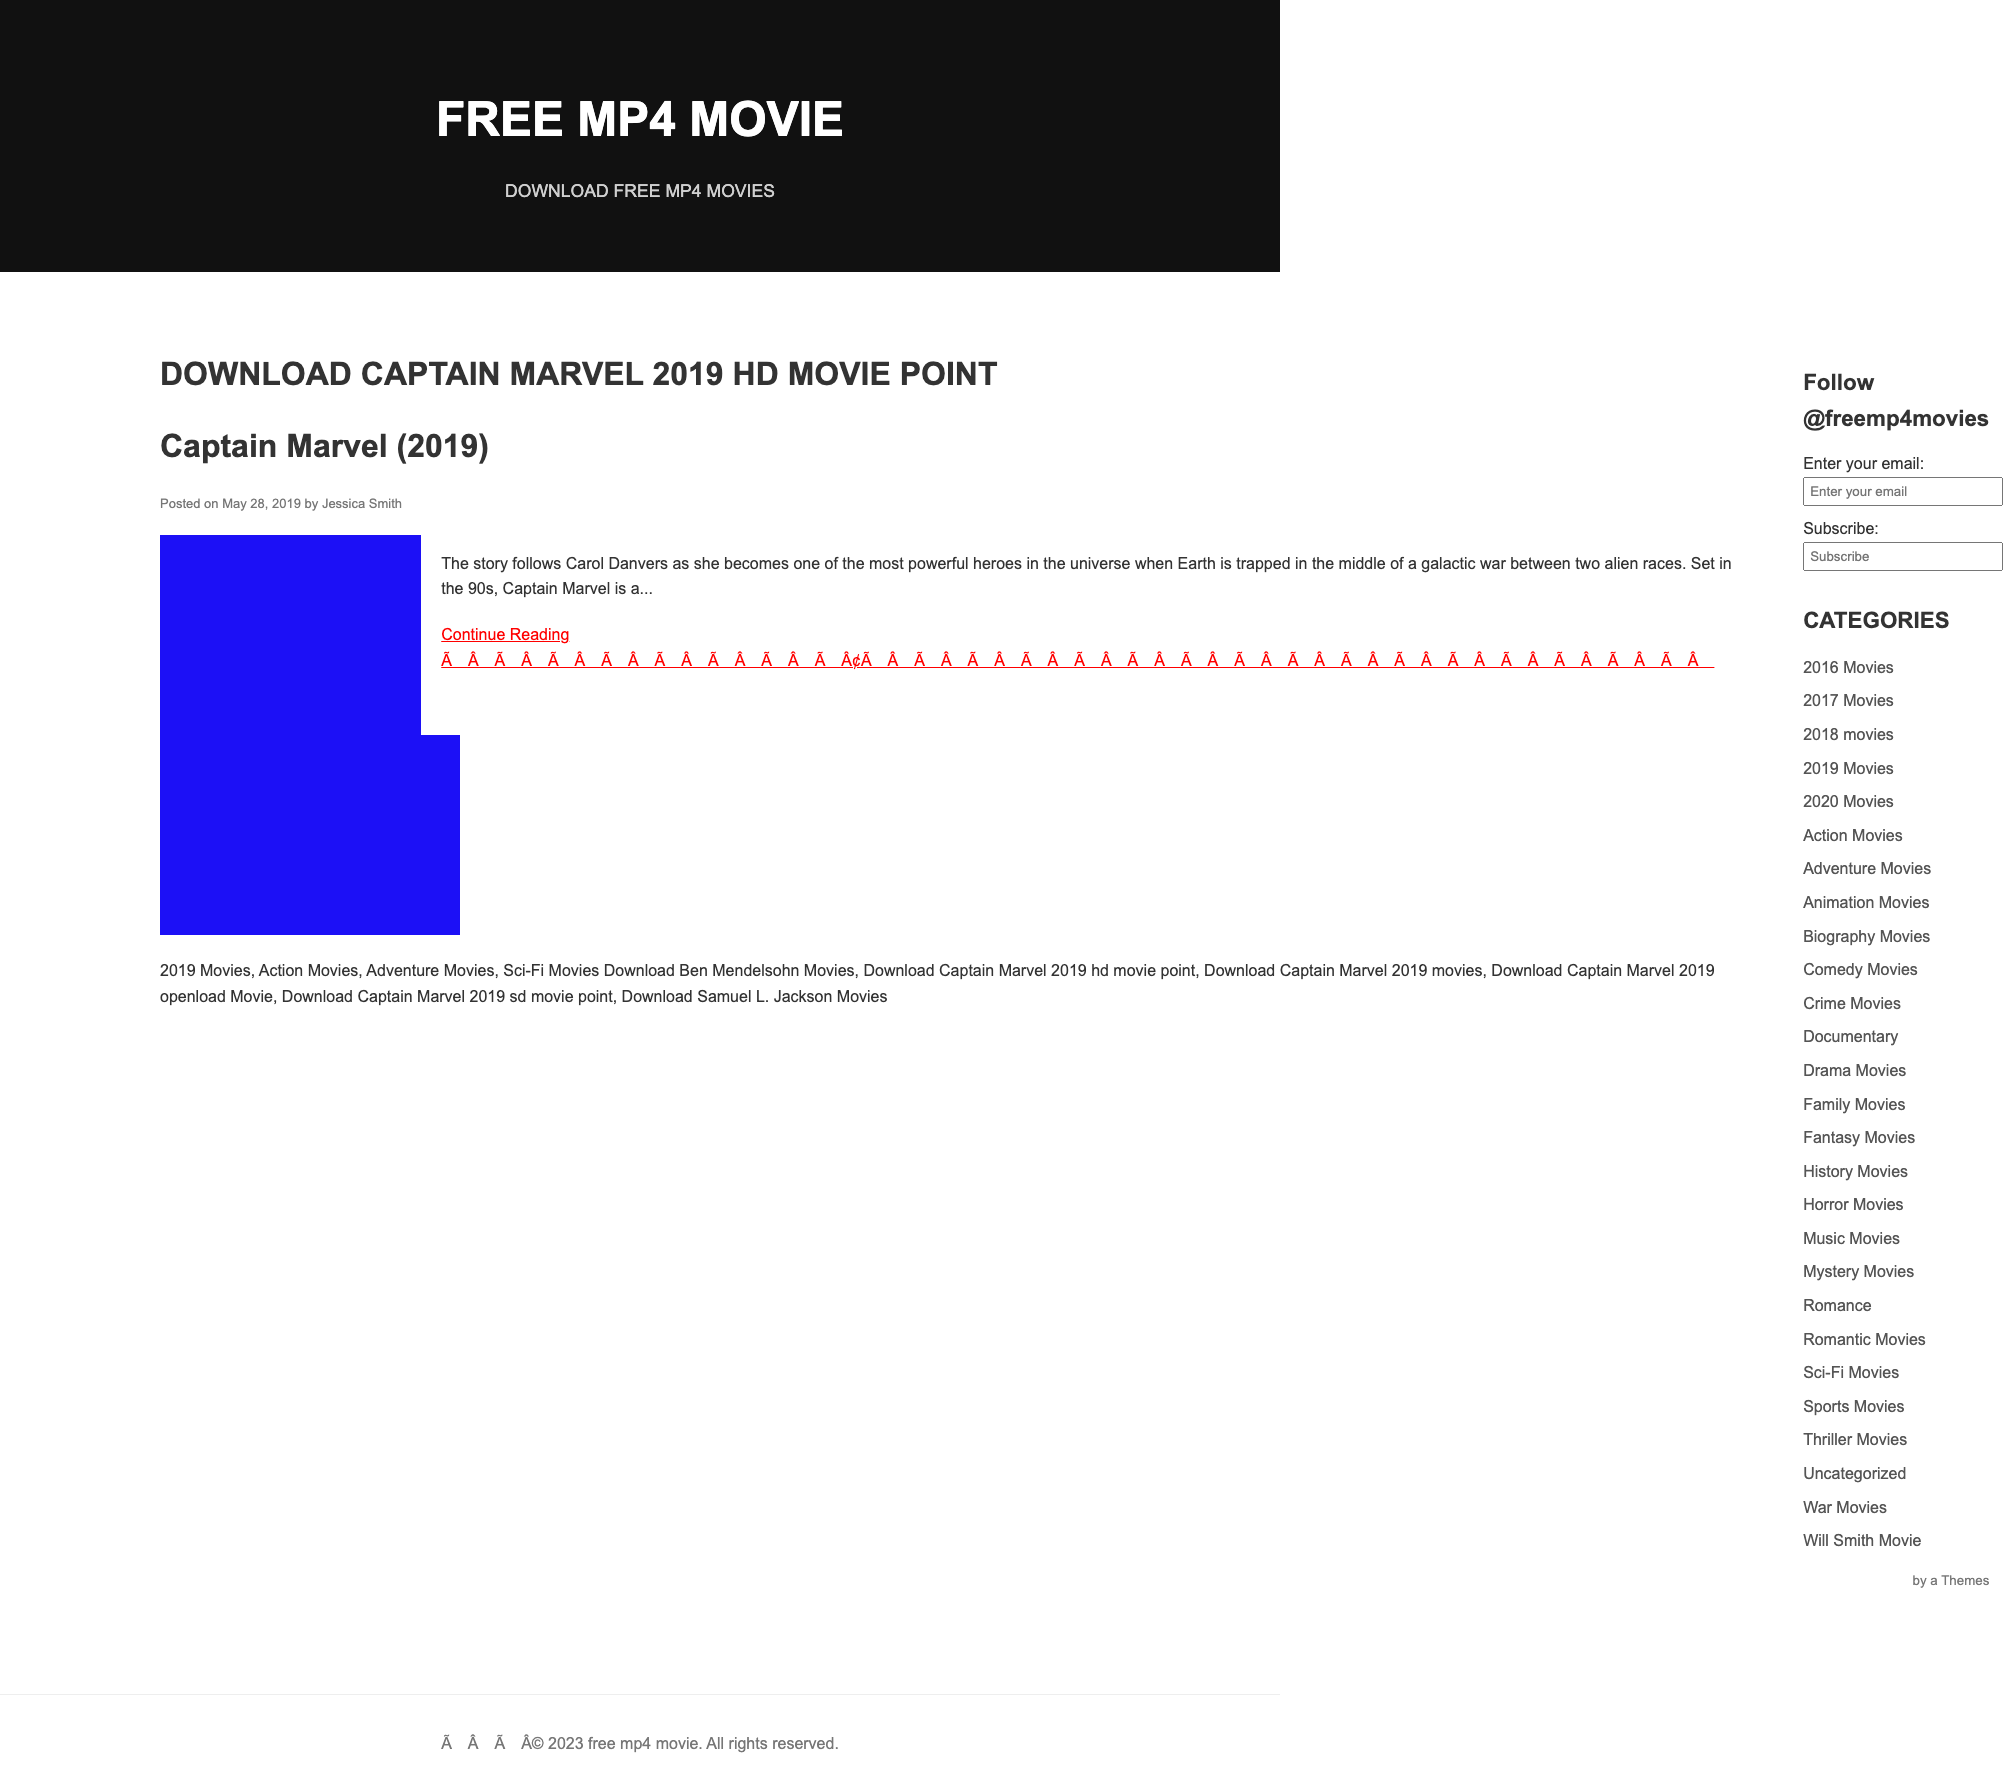 FREE MP4 MOVIE
DOWNLOAD FREE MP4 MOVIES
DOWNLOAD CAPTAIN MARVEL 2019 HD MOVIE POINT
Captain Marvel (2019)
Posted on May 28, 2019 by Jessica Smith
The story follows Carol Danvers as she becomes one of the most powerful heroes in the universe when Earth is trapped in the middle of a galactic war between two alien races. Set in
the 90s, Captain Marvel is a...
Continue Reading
Ã Â Ã Â Ã Â Ã Â Ã Â Ã Â Ã Â Ã Â¢Ã Â Ã Â Ã Â Ã Â Ã Â Ã Â Ã Â Ã Â Ã Â Ã Â Ã Â Ã Â Ã Â Ã Â Ã Â Ã Â
2019 Movies, Action Movies, Adventure Movies, Sci-Fi Movies Download Ben Mendelsohn Movies, Download Captain Marvel 2019 hd movie point, Download Captain Marvel 2019 movies, Download Captain Marvel 2019
openload Movie, Download Captain Marvel 2019 sd movie point, Download Samuel L. Jackson Movies
Follow
@freemp4movies
Enter your email:
Enter your email
Subscribe:
Subscribe
CATEGORIES
2016 Movies
2017 Movies
2018 movies
2019 Movies
2020 Movies
Action Movies
Adventure Movies
Animation Movies
Biography Movies
Comedy Movies
Crime Movies
Documentary
Drama Movies
Family Movies
Fantasy Movies
History Movies
Horror Movies
Music Movies
Mystery Movies
Romance
Romantic Movies
Sci-Fi Movies
Sports Movies
Thriller Movies
Uncategorized
War Movies
Will Smith Movie
by a Themes
Ã Â Ã Â© 2023 free mp4 movie. All rights reserved.